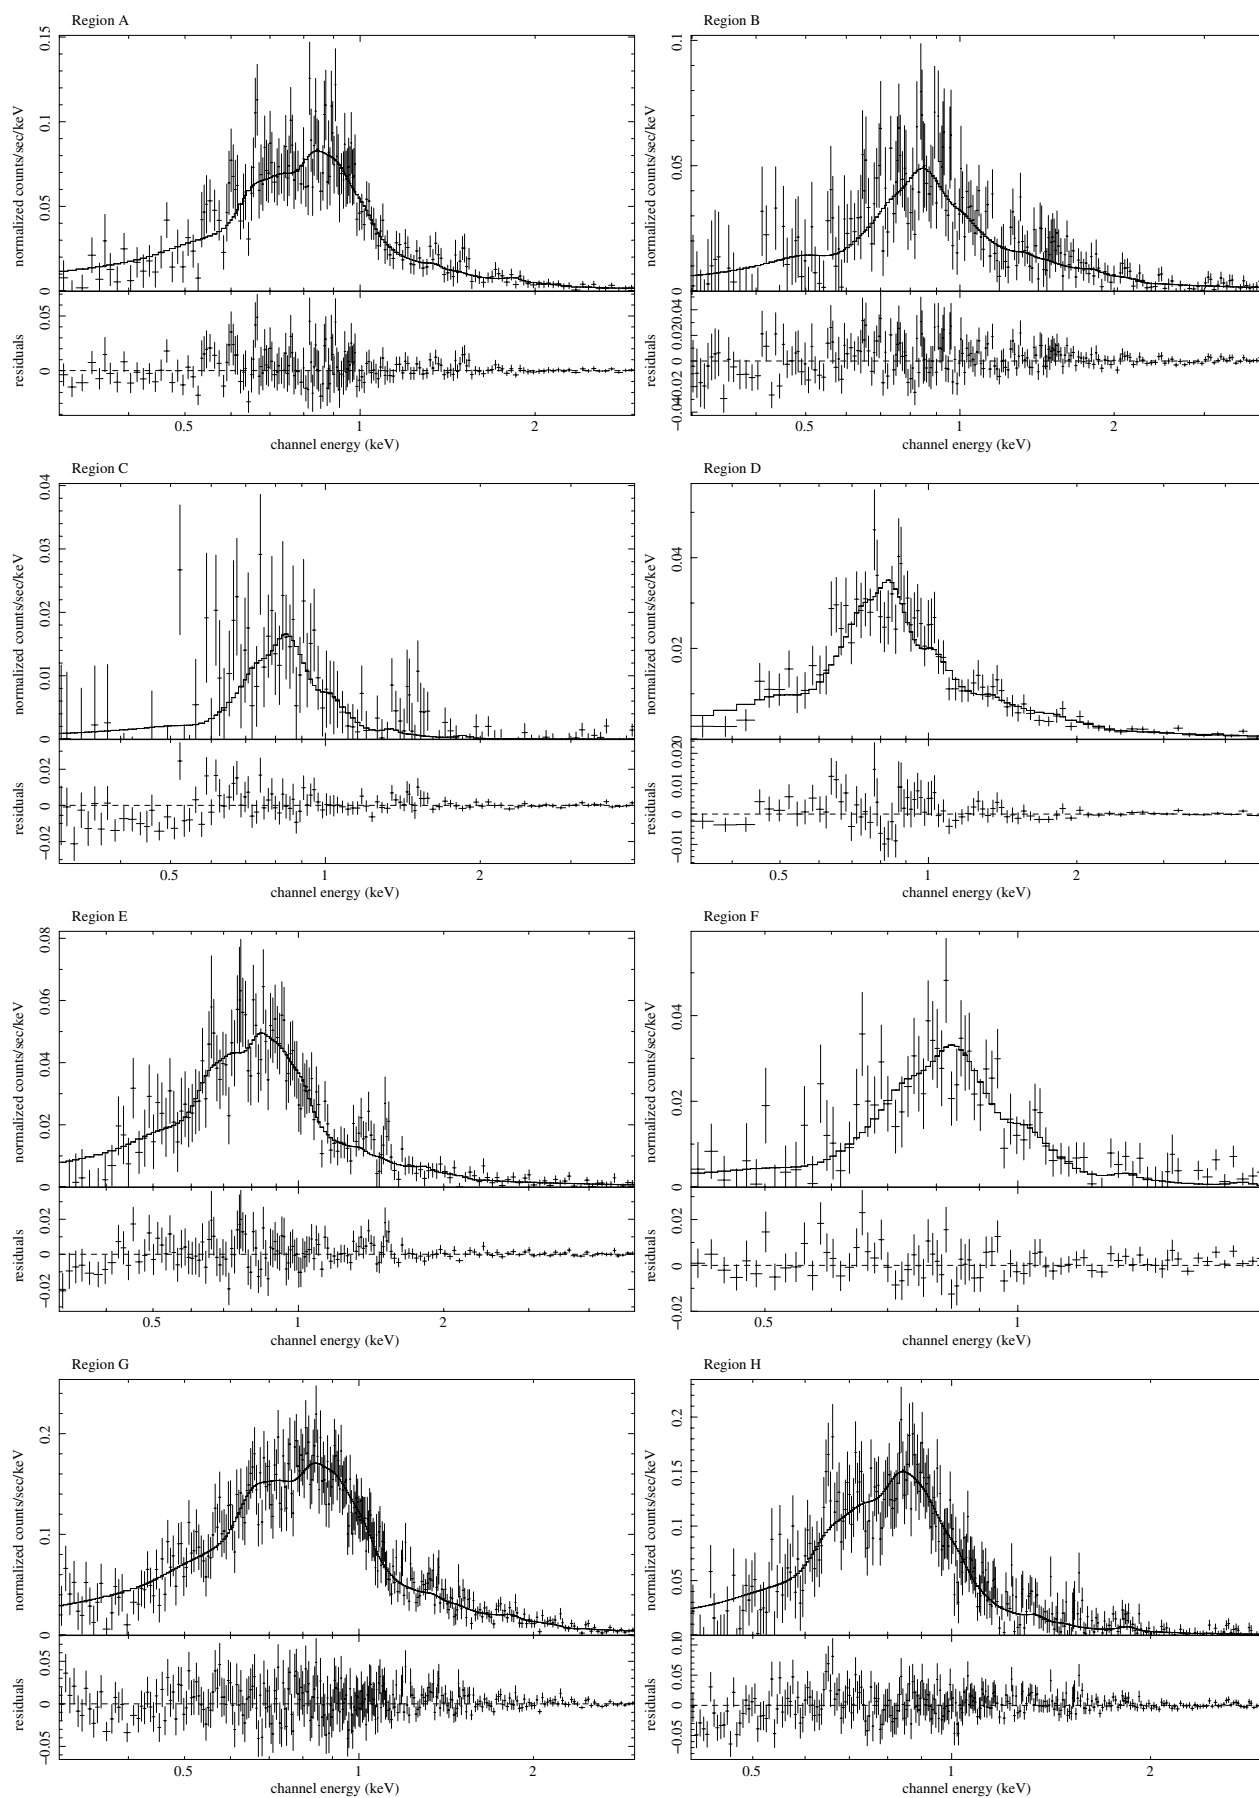 Region A
normalized counts/sec/keV
0 0.05 0.1 0.15
residuals
0 0.05
0.5 1 2
channel energy (keV)
Region B
normalized counts/sec/keV
0 0.05 0.1
residuals
−0.04 0.02 0 0.02 0.04
0.5 1 2
channel energy (keV)
Region C
normalized counts/sec/keV
0 0.01 0.02 0.03 0.04
residuals
−0.02 0 0.02
0.5 1 2
channel energy (keV)
Region D
normalized counts/sec/keV
0 0.02 0.04
residuals
−0.01 0 0.01 0.02
0.5 1 2
channel energy (keV)
Region E
normalized counts/sec/keV
0 0.02 0.04 0.06 0.08
residuals
−0.02 0 0.02
0.5 1 2
channel energy (keV)
Region F
normalized counts/sec/keV
0 0.02 0.04
residuals
−0.02 0 0.02
0.5 1
channel energy (keV)
Region G
normalized counts/sec/keV
0 0.1 0.2
residuals
−0.05 0 0.05
0.5 1 2
channel energy (keV)
Region H
normalized counts/sec/keV
0 0.05 0.1 0.15 0.2
residuals
−0.05 0 0.05
0.5 1 2
channel energy (keV)